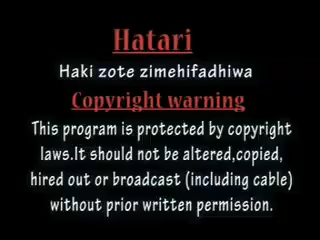 Hatari
Haki zote zimehifadhiwa
Copyright warning
This program is protected by copyright
laws.It should not be altered,copied,
hired out or broadcast (including cable)
without prior written permission.